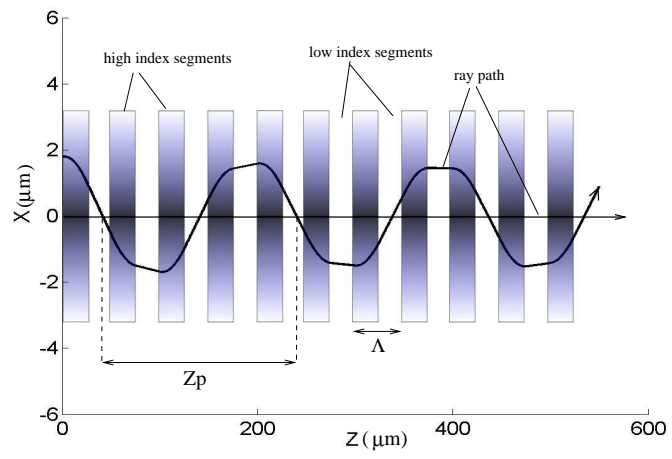 6
high index segments
low index segments
4
ray path
2
X(μm)
0
-2
Λ
-4
Zp
-6
0
200
400
600
Z(μm)